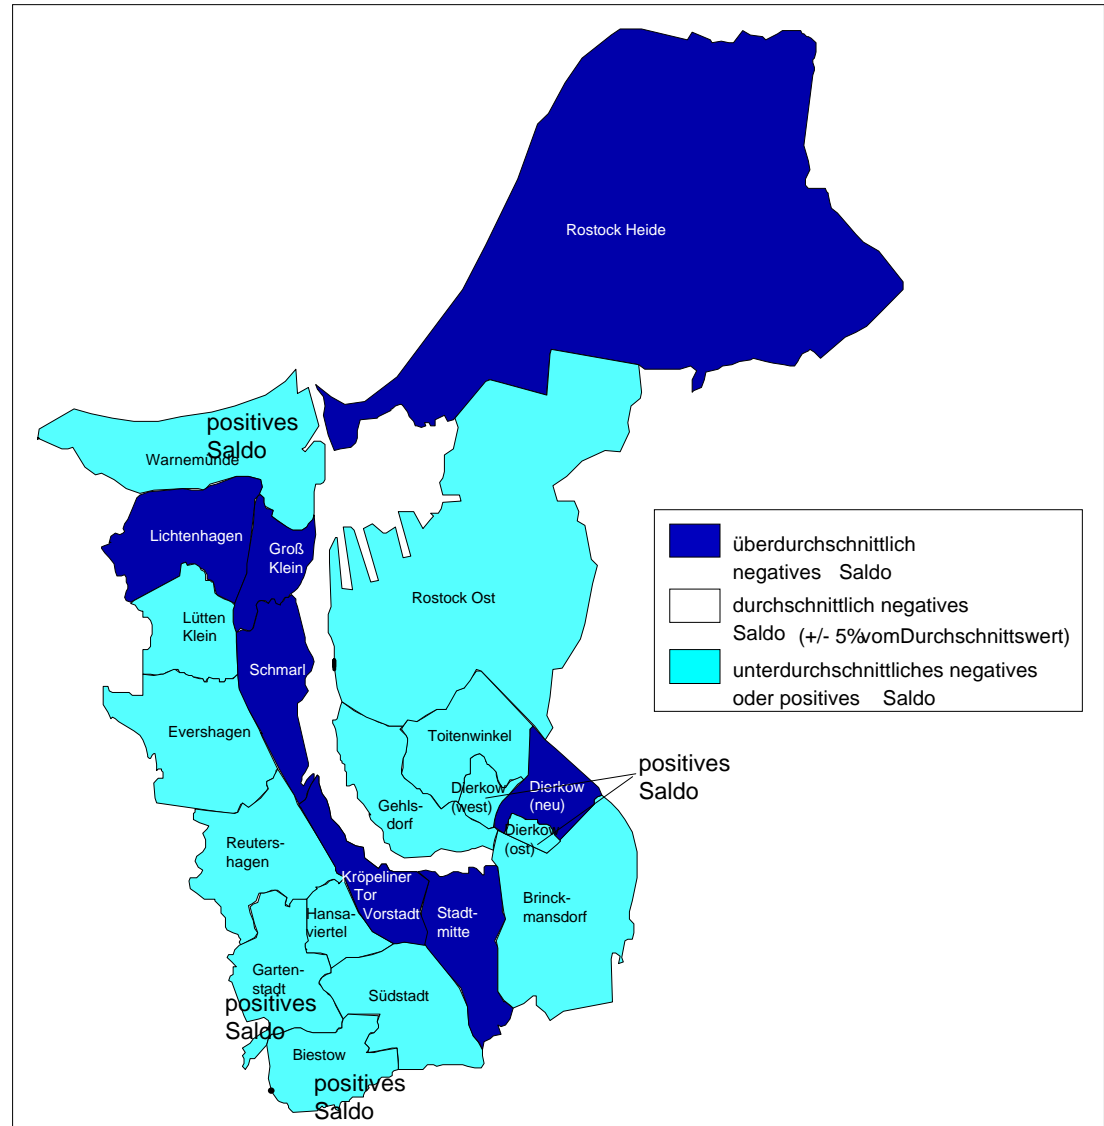 Rostock Heide
positives
Saldo
Warnemünde
Lichtenhagen
Groß
Klein
überdurchschnittlich
negatives Saldo
durchschnittlich negatives
Saldo (+/- 5%vomDurchschnittswert)
unterdurchschnittliches negatives
oder positives Saldo
Rostock Ost
Lütten
Klein
Schmarl
Evershagen
Toitenwinkel
positives
Saldo
Dierkow
(west)
Dierkow
(neu)
Gehls-
dorf
Dierkow
(ost)
Reuters-
hagen
Kröpeliner
Tor
Vorstadt
Stadt-
mitte
Brinck-
mansdorf
Hansa-
viertel
Garten-
stadt
positives
Saldo
Südstadt
Biestow
positives
Saldo